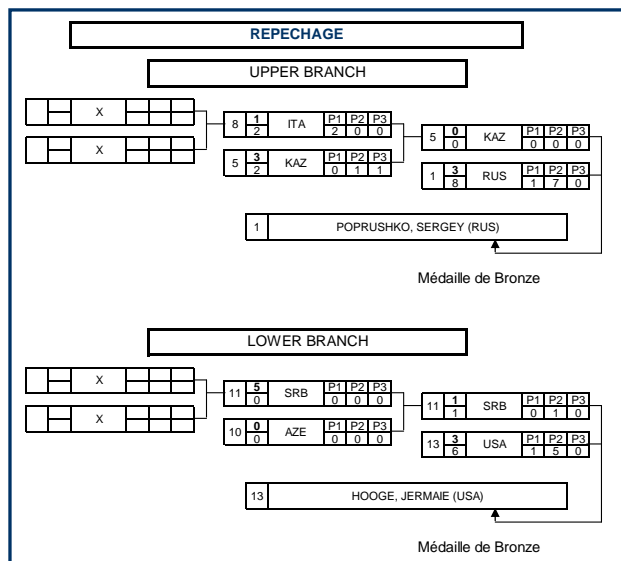 REPECHAGE
UPPER BRANCH
X
X
8 1 2 ITA P1 P2 P3 2 0 0
5 3 2 KAZ P1 P2 P3 0 1 1
5 0 0 KAZ P1 P2 P3 0 0 0
1 3 8 RUS P1 P2 P3 1 7 0
1 POPRUSHKO, SERGEY (RUS)
Médaille de Bronze
LOWER BRANCH
X
X
11 5 0 SRB P1 P2 P3 0 0 0
10 0 0 AZE P1 P2 P3 0 0 0
11 1 1 SRB P1 P2 P3 0 1 0
13 3 6 USA P1 P2 P3 1 5 0
13 HOOGE, JERMAIE (USA)
Médaille de Bronze